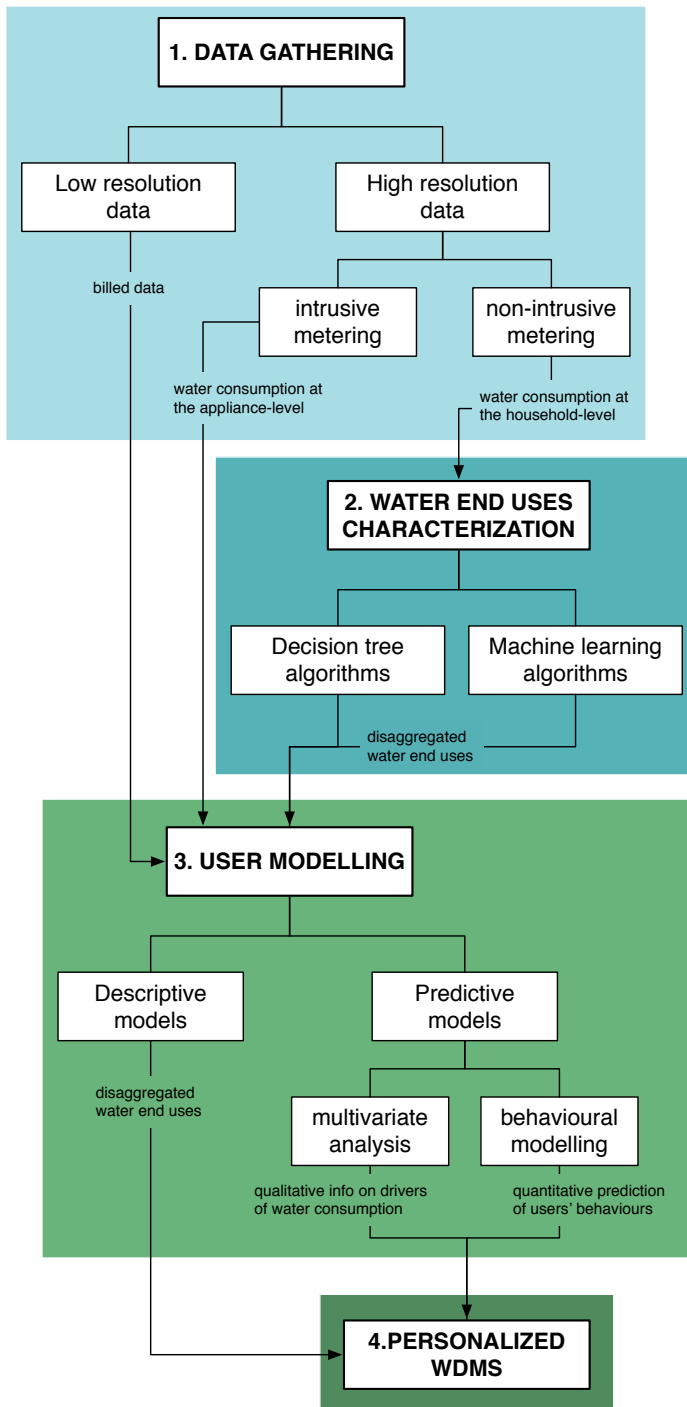 1. DATA GATHERING
Low resolution
data
High resolution
data
billed data
intrusive
metering
non-intrusive
metering
water consumption at
the appliance-level
water consumption at
the household-level
2. WATER END USES
CHARACTERIZATION
Decision tree
algorithms
Machine learning
algorithms
disaggregated
water end uses
3. USER MODELLING
Descriptive
models
Predictive
models
disaggregated
water end uses
multivariate
analysis
behavioural
modelling
qualitative info on drivers
of water consumption
quantitative prediction
of users' behaviours
4.PERSONALIZED
WDMS